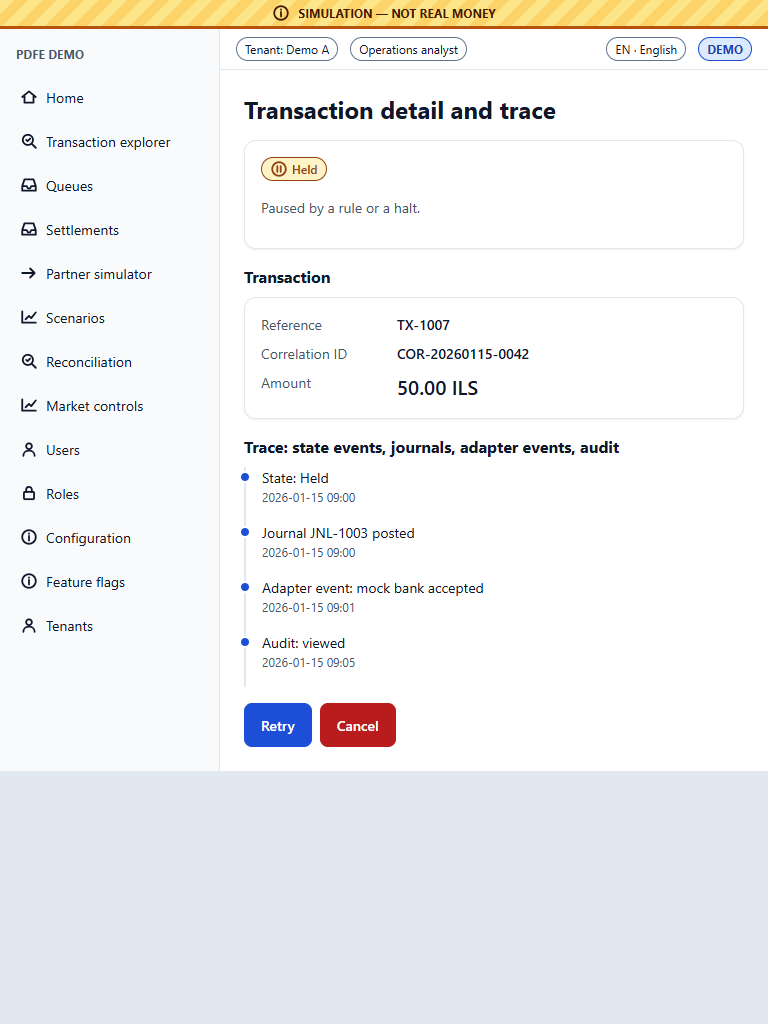 SIMULATION — NOT REAL MONEY
PDFE DEMO
Home
Transaction explorer
Queues
Settlements
Partner simulator
Scenarios
Reconciliation
Market controls
Users
Roles
Configuration
Feature flags
Tenants
Tenant: Demo A
Operations analyst
EN · English
DEMO
Transaction detail and trace
Held
Paused by a rule or a halt.
Transaction
Reference TX-1007
Correlation ID COR-20260115-0042
Amount 50.00 ILS
Trace: state events, journals, adapter events, audit
State: Held
2026-01-15 09:00
Journal JNL-1003 posted
2026-01-15 09:00
Adapter event: mock bank accepted
2026-01-15 09:01
Audit: viewed
2026-01-15 09:05
Retry
Cancel